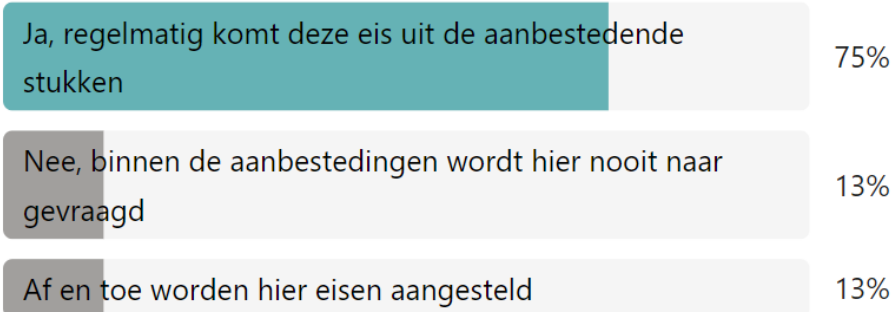 Ja, regelmatig komt deze eis uit de aanbestedende
stukken
75%
Nee, binnen de aanbestedingen wordt hier nooit naar
gevraagd
13%
Af en toe worden hier eisen aangesteld
13%